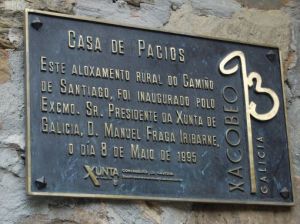 CASA DE PACIOS
ESTE ALOXAMENTO RURAL DO CAMIÑO
DE SANTIAGO, FOI INAUGURADO POLO
EXCMO. SR. PRESIDENTE DA XUNTA DE
GALICIA, D. MANUEL FRAGA IRIBARNE,
O DIA 8 DE MAIO DE 1995
XUNTA
XACOBEO
93
GALICIA